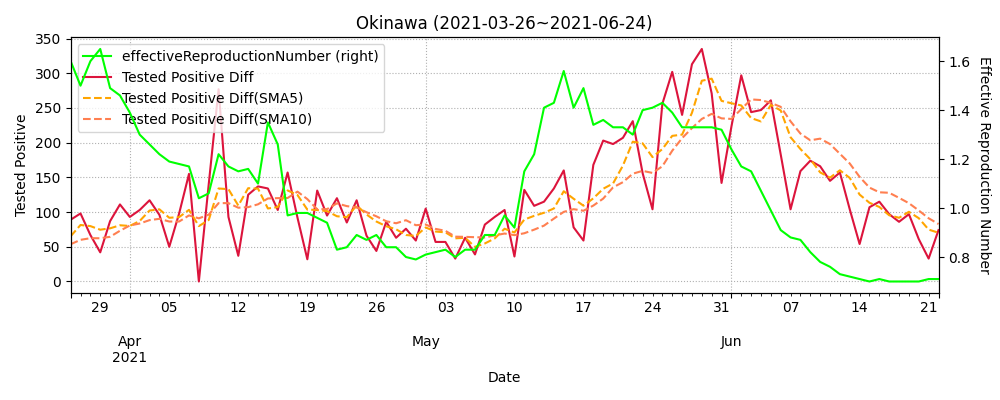 Okinawa (2021-03-26~2021-06-24)
effectiveReproductionNumber (right)
Tested Positive Diff
Tested Positive Diff(SMA5)
Tested Positive Diff(SMA10)
Tested Positive
350
300
250
200
150
100
50
0
1.6
1.4
1.2
1.0
0.8
Effective Reproduction Number
29 05 12 19 26 03 10 17 24 31 07 14 21
Apr May Jun
2021
Date